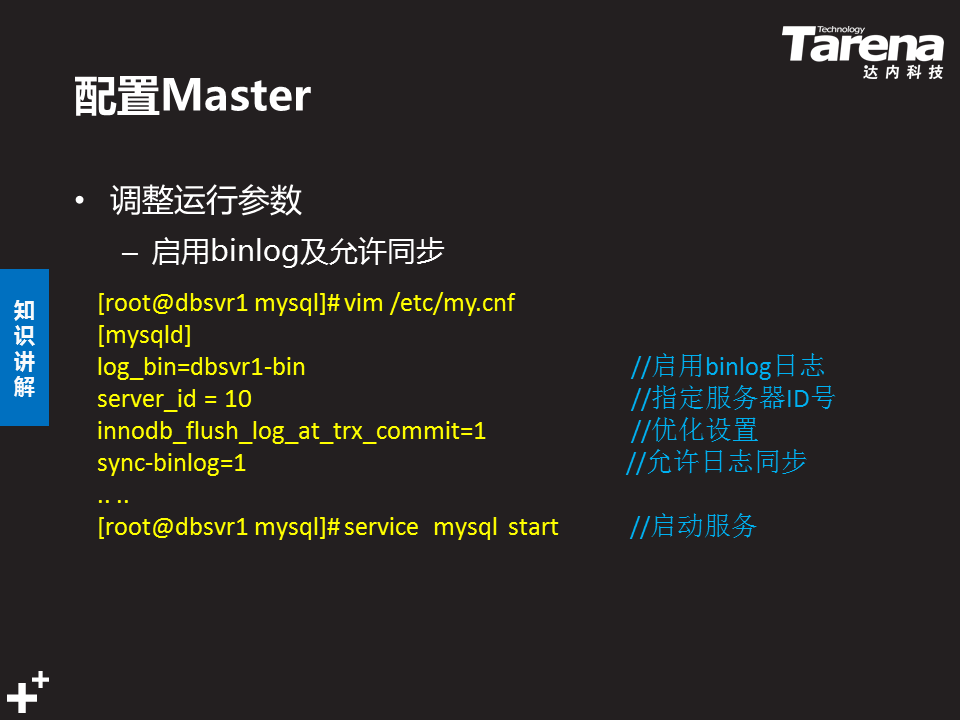 Technology
Tarena
达内科技
配置Master
• 调整运行参数
– 启用binlog及允许同步
知识讲解
[root@dbsvr1 mysql]# vim /etc/my.cnf
[mysqld]
log_bin=dbsvr1-bin //启用binlog日志
server_id = 10 //指定服务器ID号
innodb_flush_log_at_trx_commit=1 //优化设置
sync-binlog=1 //允许日志同步
.. ..
[root@dbsvr1 mysql]# service mysql start //启动服务